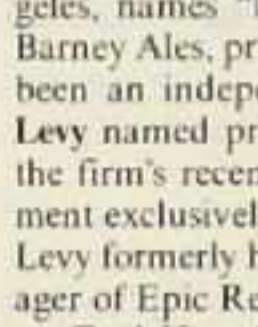 geles, names
Barney Ales, pr
been an indep
Levy named pr
the firm's recen
ment exclusivel
Levy formerly h
ager of Epic Re